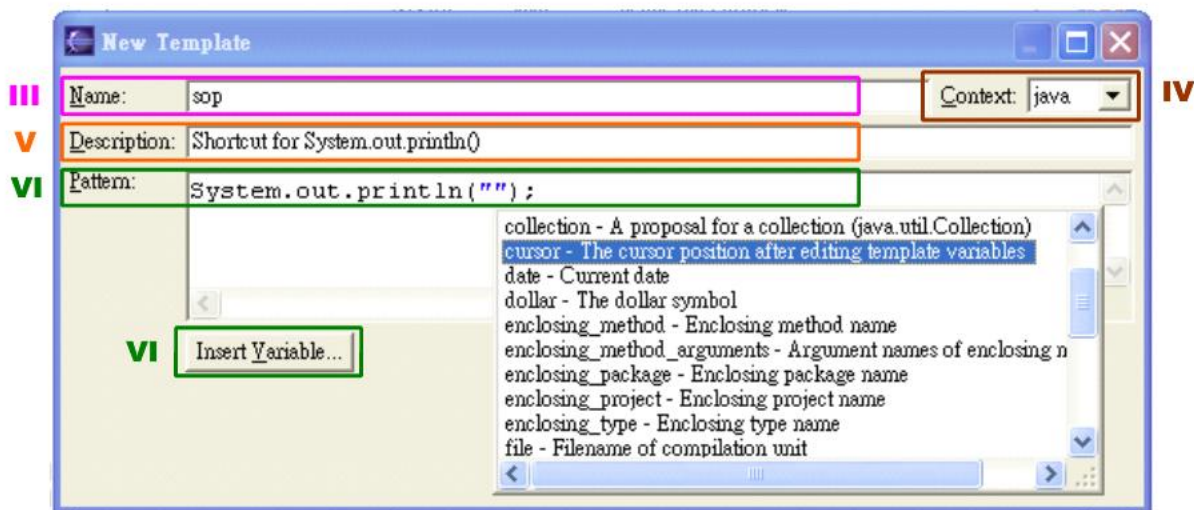 New Template
III Name: sop Context: java IV
V Description: Shortcut for System.out.println()
VI Pattern: System.out.println("");
collection - A proposal for a collection (java.util.Collection)
cursor - The cursor position after editing template variables
date - Current date
dollar - The dollar symbol
enclosing_method - Enclosing method name
enclosing_method_arguments - Argument names of enclosing n
enclosing_package - Enclosing package name
enclosing_project - Enclosing project name
enclosing_type - Enclosing type name
file - Filename of compilation unit
VI Insert Variable...